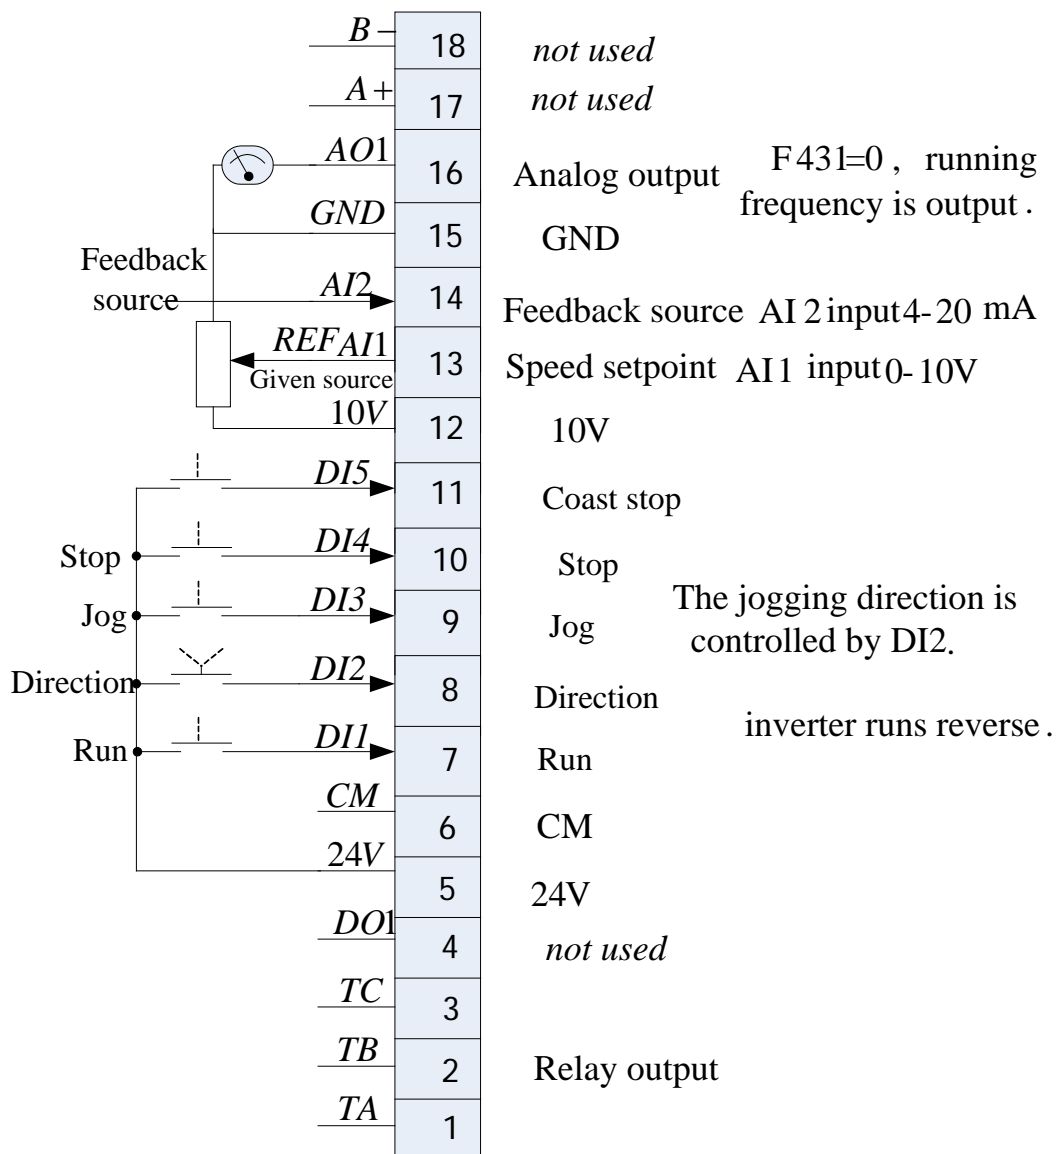 B− 18 not used
A+ 17 not used
AO1 16 Analog output F431=0 , running
frequency is output .
GND 15 GND
Feedback
source AI2 14 Feedback source AI 2 input 4-20 mA
REF AI1 13 Speed setpoint AI1 input 0-10V
Given source
10V 12 10V
DI5 11 Coast stop
Stop DI4 10 Stop
Jog DI3 9 Jog The jogging direction is
controlled by DI2.
Direction DI2 8 Direction
inverter runs reverse .
Run DI1 7 Run
CM 6 CM
24V 5 24V
DO1 4 not used
TC 3
TB 2 Relay output
TA 1